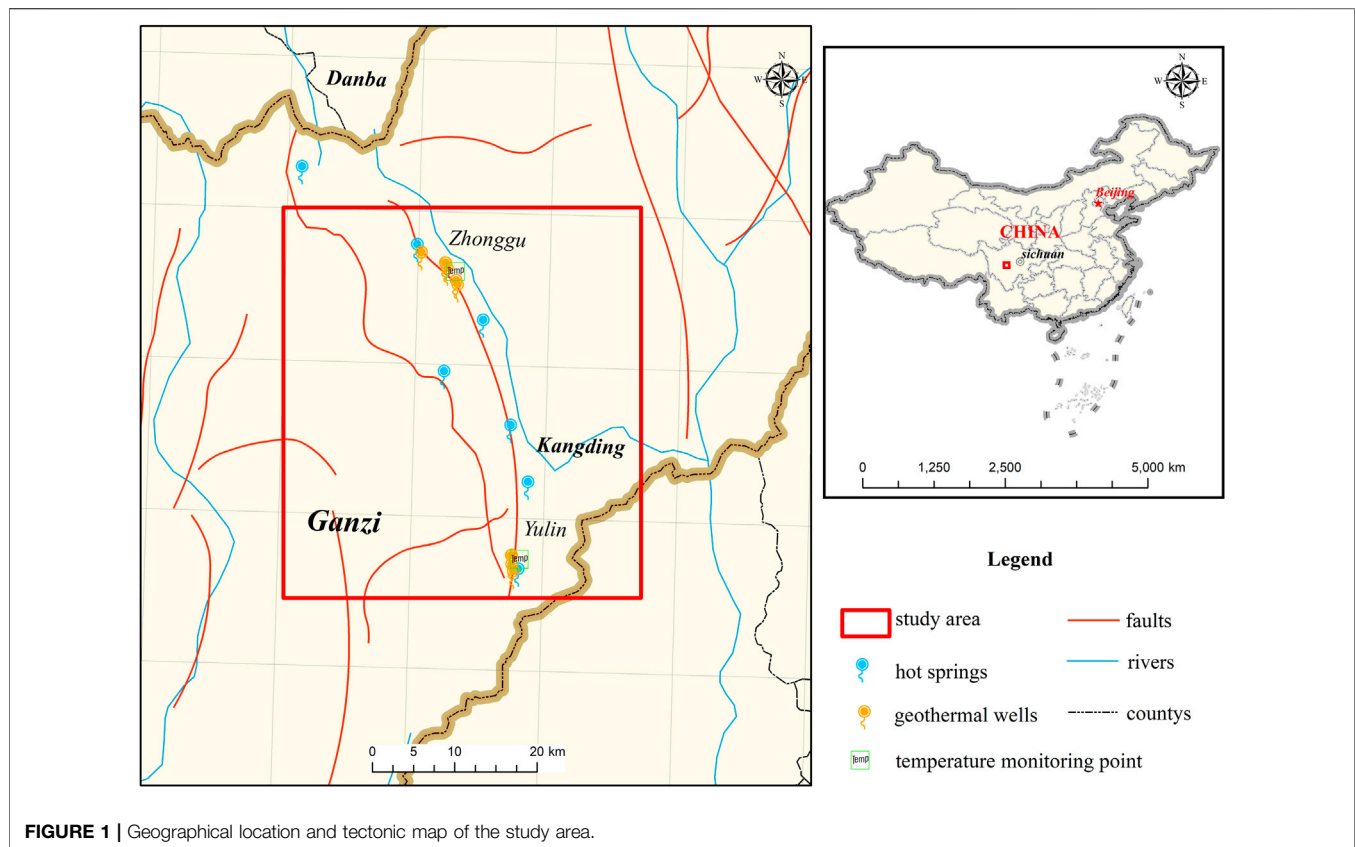 Danba
N
W E
S
Zhonggu
Temp
Kangding
Ganzi
Yulin
Temp
0 5 10 20 km
N
W E
S
Beijing
CHINA
sichuan
0 1,250 2,500 5,000 km
Legend
study area
faults
hot springs
rivers
geothermal wells
countys
Temp
temperature monitoring point
FIGURE 1 | Geographical location and tectonic map of the study area.